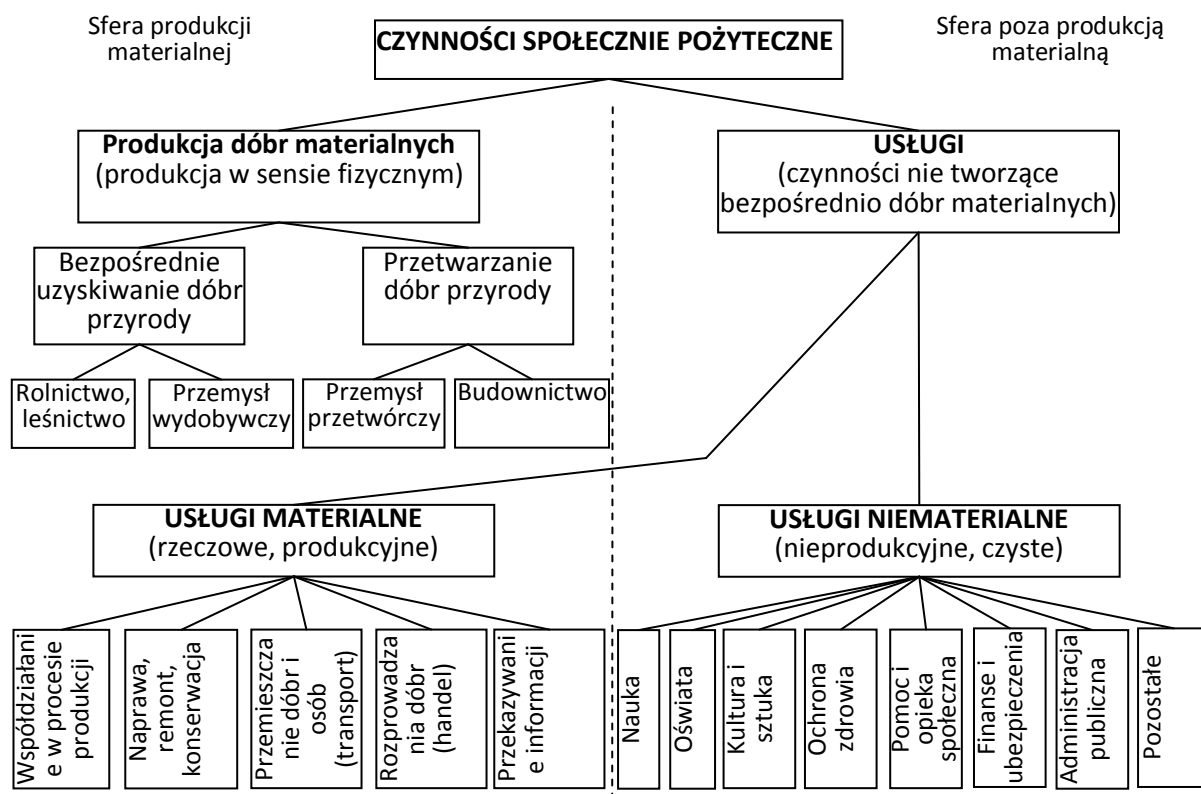 Sfera produkcji
materialnej
CZYNNOŚCI SPOŁECZNIE POŻYTECZNE
Sfera poza produkcją
materialną
Produkcja dóbr materialnych
(produkcja w sensie fizycznym)
USŁUGI
(czynności nie tworzące
bezpośrednio dóbr materialnych)
Bezpośrednie
uzyskiwanie dóbr
przyrody
Przetwarzanie
dóbr przyrody
Rolnictwo,
leśnictwo
Przemysł
wydobywczy
Przemysł
przetwórczy
Budownictwo
USŁUGI MATERIALNE
(rzeczowe, produkcyjne)
USŁUGI NIEMATERIALNE
(nieprodukcyjne, czyste)
Współdziałani
e w procesie
produkcji
Naprawa,
remont,
konserwacja
Przemieszcza
nie dóbr i
osób
(transport)
Rozprowadza
nia dóbr
(handel)
Przekazywani
e informacji
Nauka
Oświata
Kultura i
sztuka
Ochrona
zdrowia
Pomoc i
opieka
społeczna
Finanse i
ubezpieczenia
Administracja
publiczna
Pozostałe